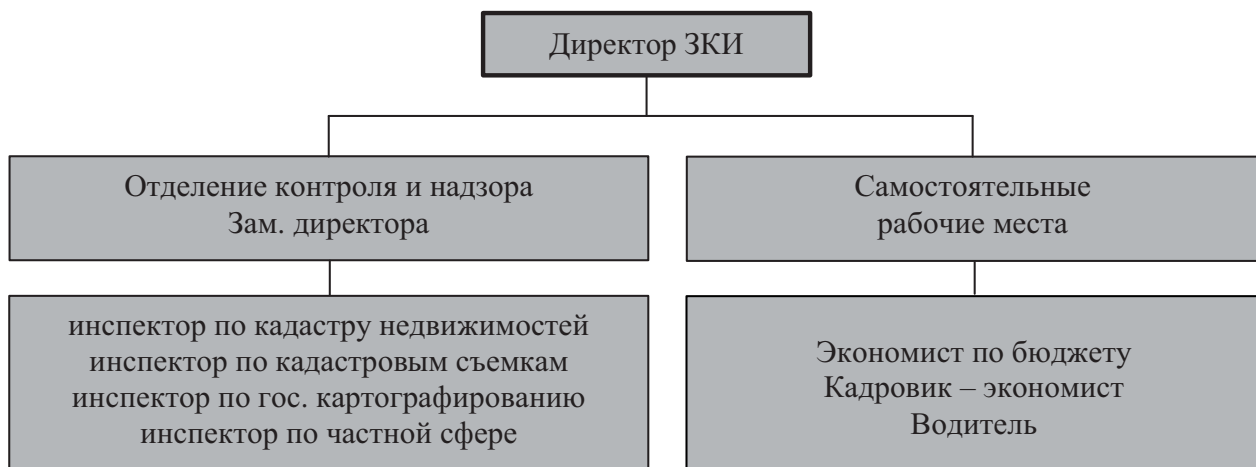 Директор ЗКИ
Отделение контроля и надзора
Зам. директора
Самостоятельные
рабочие места
инспектор по кадастру недвижимостей
инспектор по кадастровым съемкам
инспектор по гос. картографированию
инспектор по частной сфере
Экономист по бюджету
Кадровик – экономист
Водитель